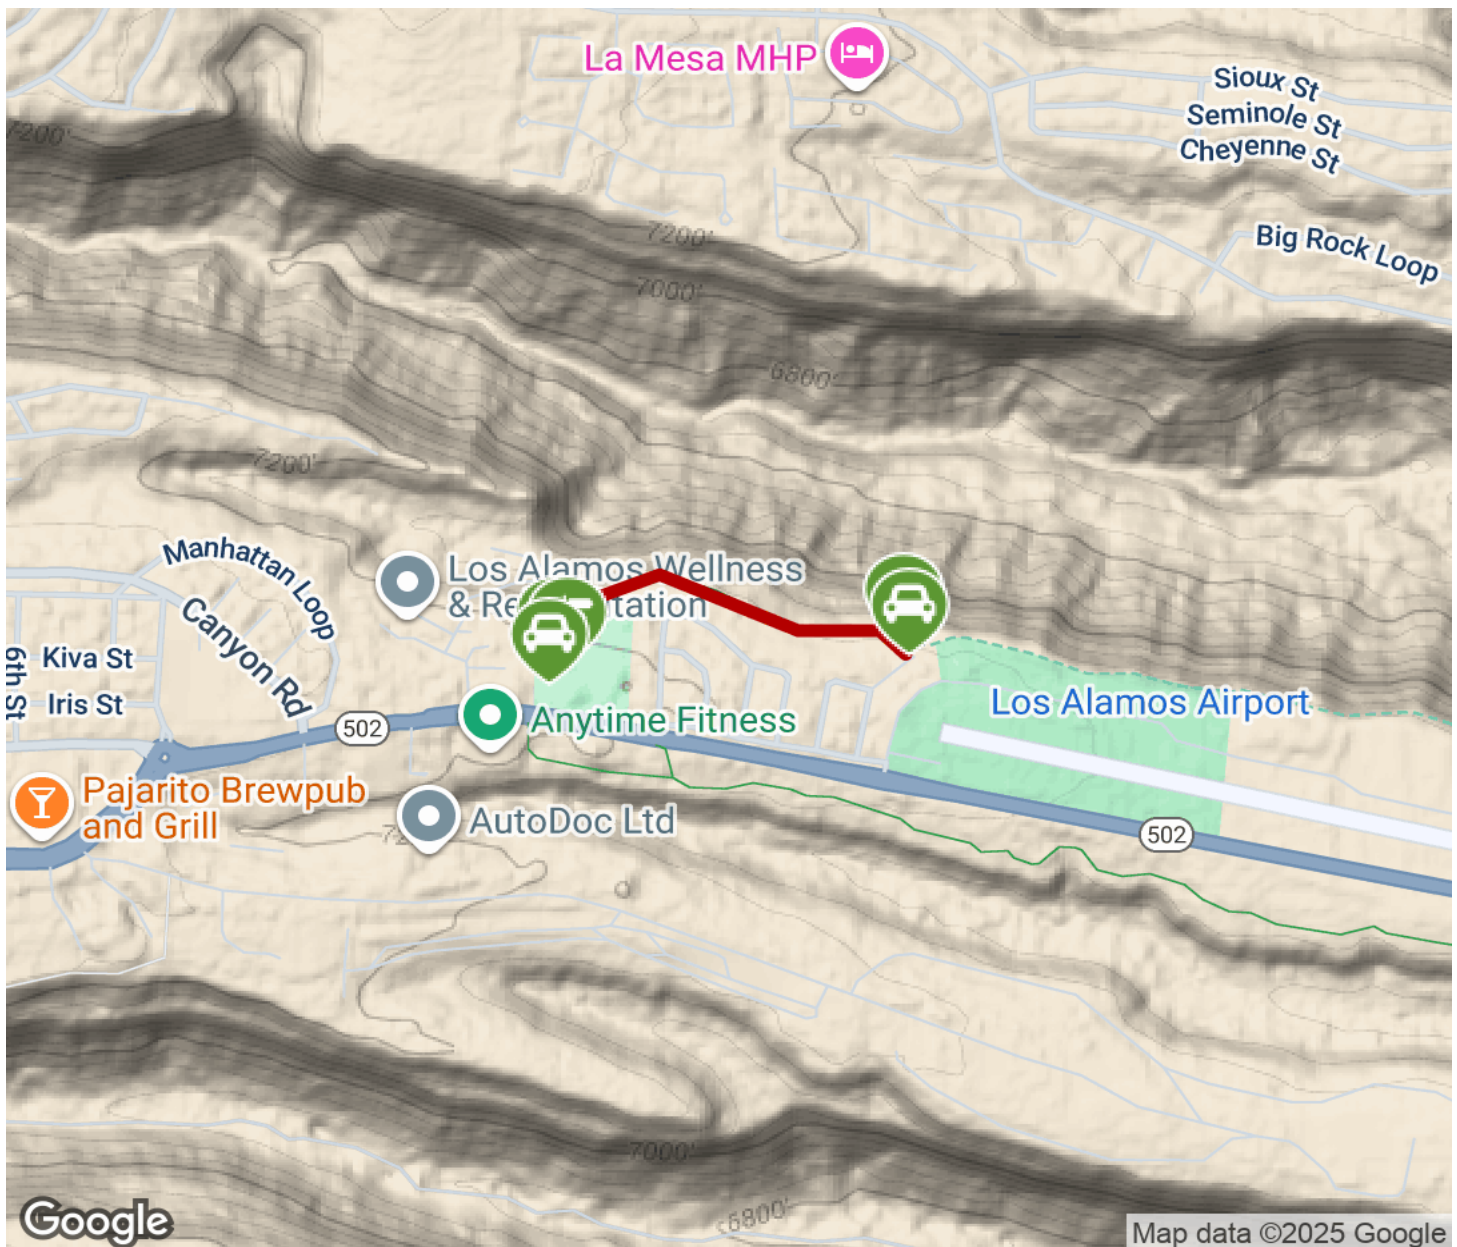 La Mesa MHP
Sioux St
Seminole St
Cheyenne St
7200'
7200'
Big Rock Loop
7000'
6800'
7200'
Manhattan
Loop
Los Alamos Wellness
& Re tation
Canyon Rd
6th St
Kiva St
Iris St
Los Alamos Airport
502
Anytime Fitness
Pajarito Brewpub
and Grill
AutoDoc Ltd
502
7000'
6800'
Google
Map data ©2025 Google